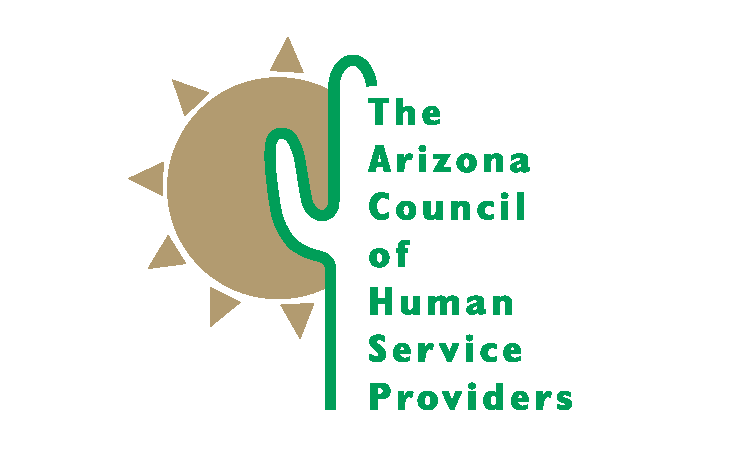 The
Arizona
Council
of
Human
Service
Providers